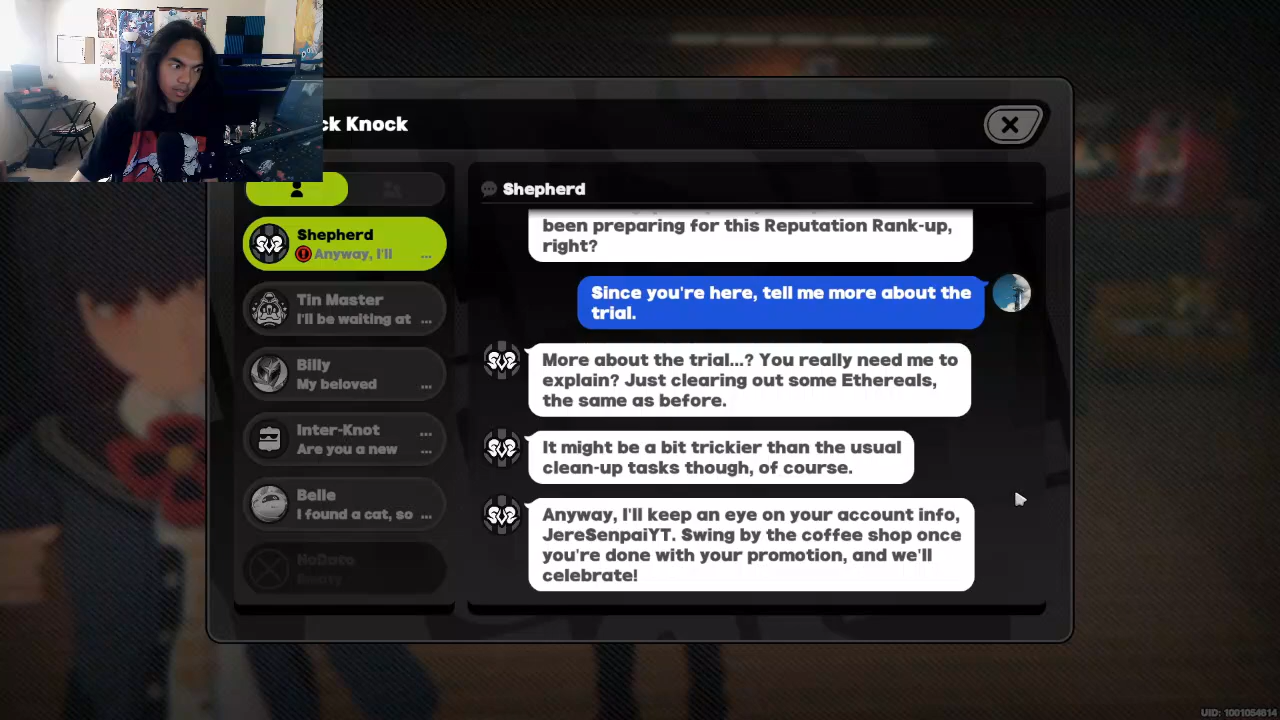 ck Knock
Shepherd
Anyway, I'll ...
Tin Master
I'll be waiting at ...
Billy
My beloved ...
Inter-Knot ...
Are you a new ...
Belle
I found a cat, so ...
Shepherd
been preparing for this Reputation Rank-up,
right?
Since you're here, tell me more about the
trial.
More about the trial...? You really need me to
explain? Just clearing out some Ethereals,
the same as before.
It might be a bit trickier than the usual
clean-up tasks though, of course.
Anyway, I'll keep an eye on your account info,
JereSenpaiYT. Swing by the coffee shop once
you're done with your promotion, and we'll
celebrate!
UID: 1001054614